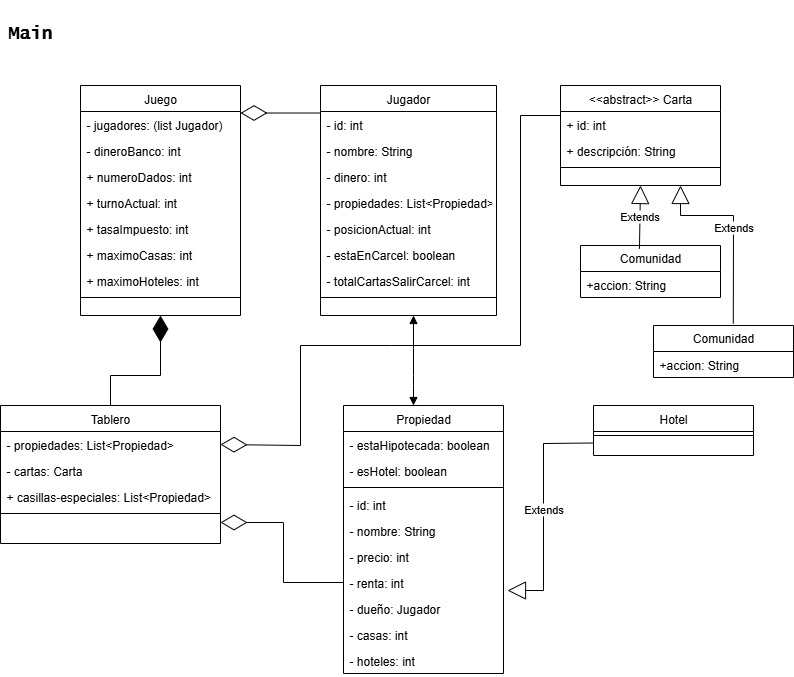 Main
Juego
- jugadores: (list Jugador)
- dineroBanco: int
+ numeroDados: int
+ turnoActual: int
+ tasaImpuesto: int
+ maximoCasas: int
+ maximoHoteles: int
Jugador
- id: int
- nombre: String
- dinero: int
- propiedades: List<Propiedad>
- posicionActual: int
- estaEnCarcel: boolean
- totalCartasSalirCarcel: int
<<abstract>> Carta
+ id: int
+ descripción: String
Extends
Extends
Comunidad
+accion: String
Comunidad
+accion: String
Tablero
- propiedades: List<Propiedad>
- cartas: Carta
+ casillas-especiales: List<Propiedad>
Propiedad
- estaHipotecada: boolean
- esHotel: boolean
- id: int
- nombre: String
- precio: int
- renta: int
- dueño: Jugador
- casas: int
- hoteles: int
Hotel
Extends